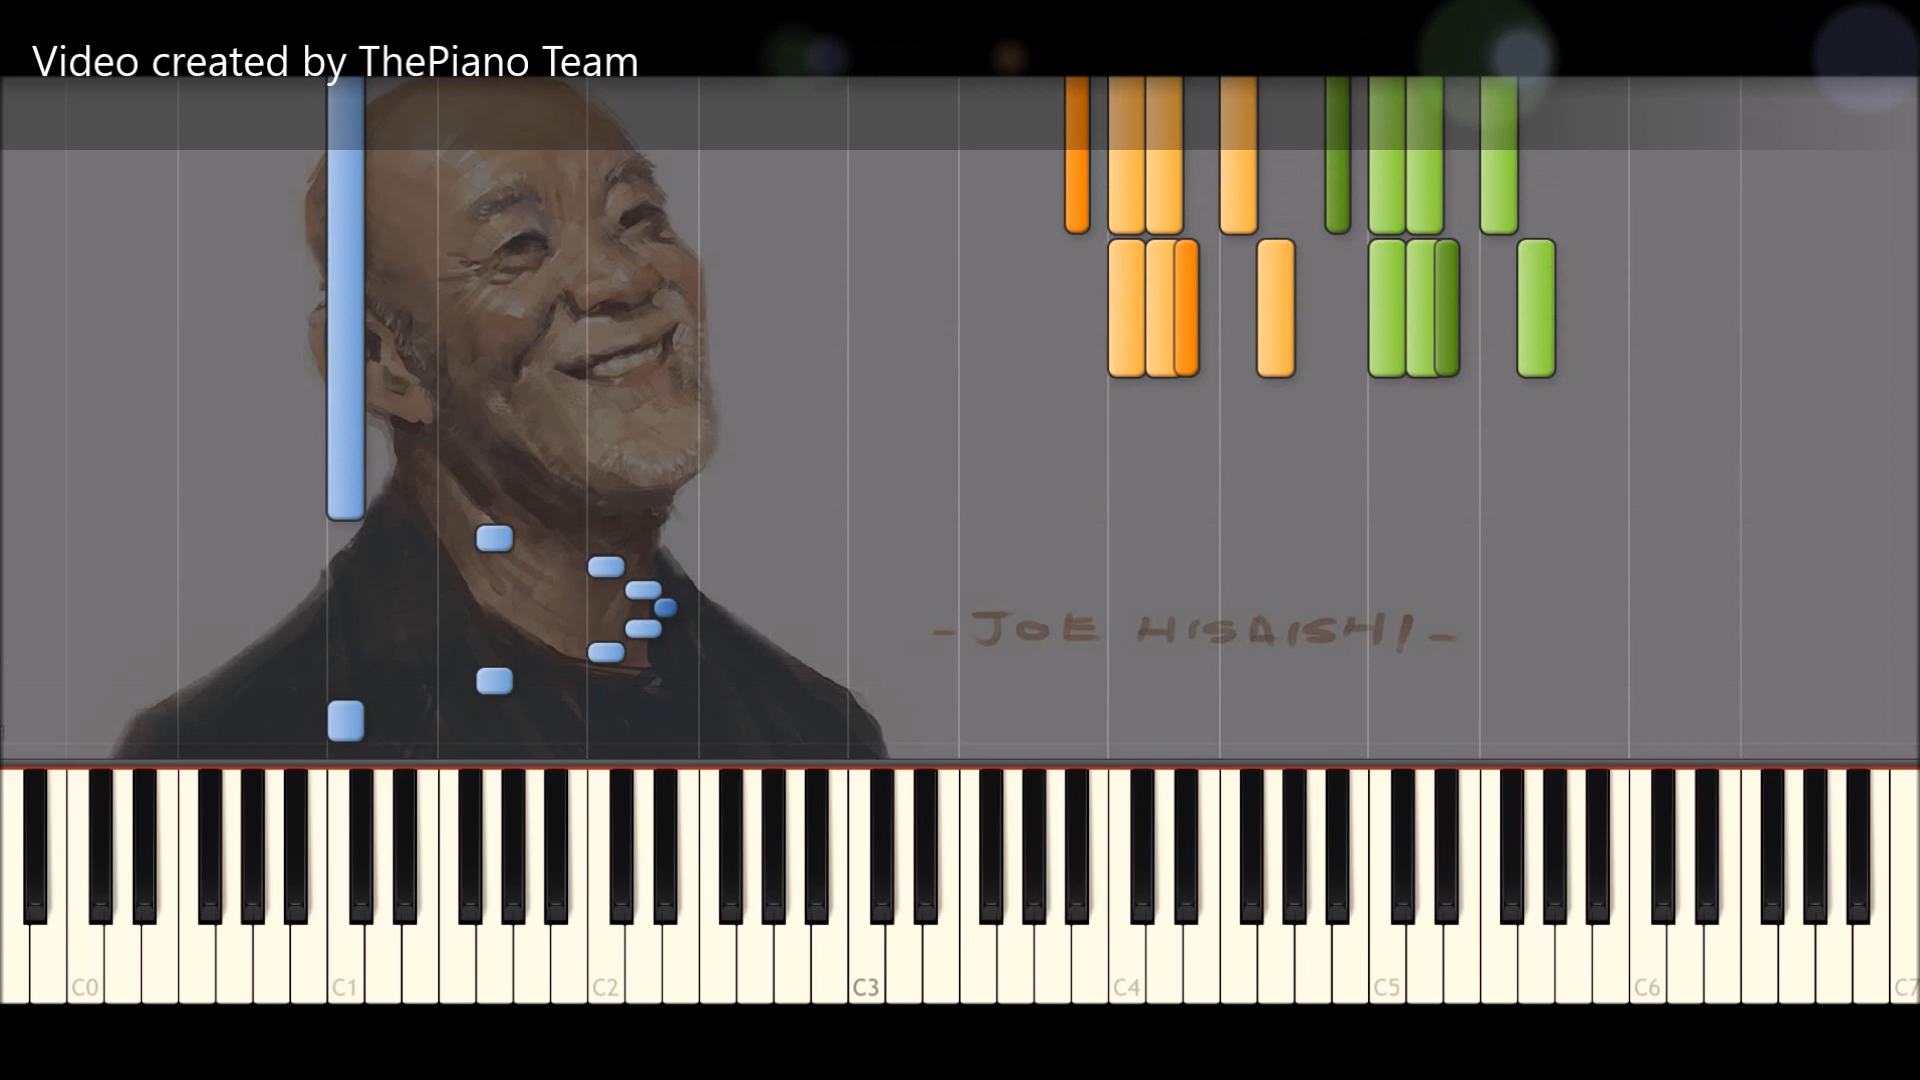 Video created by ThePiano Team
-JOE HISAISHI-
C0 C1 C2 C3 C4 C5 C6 C7